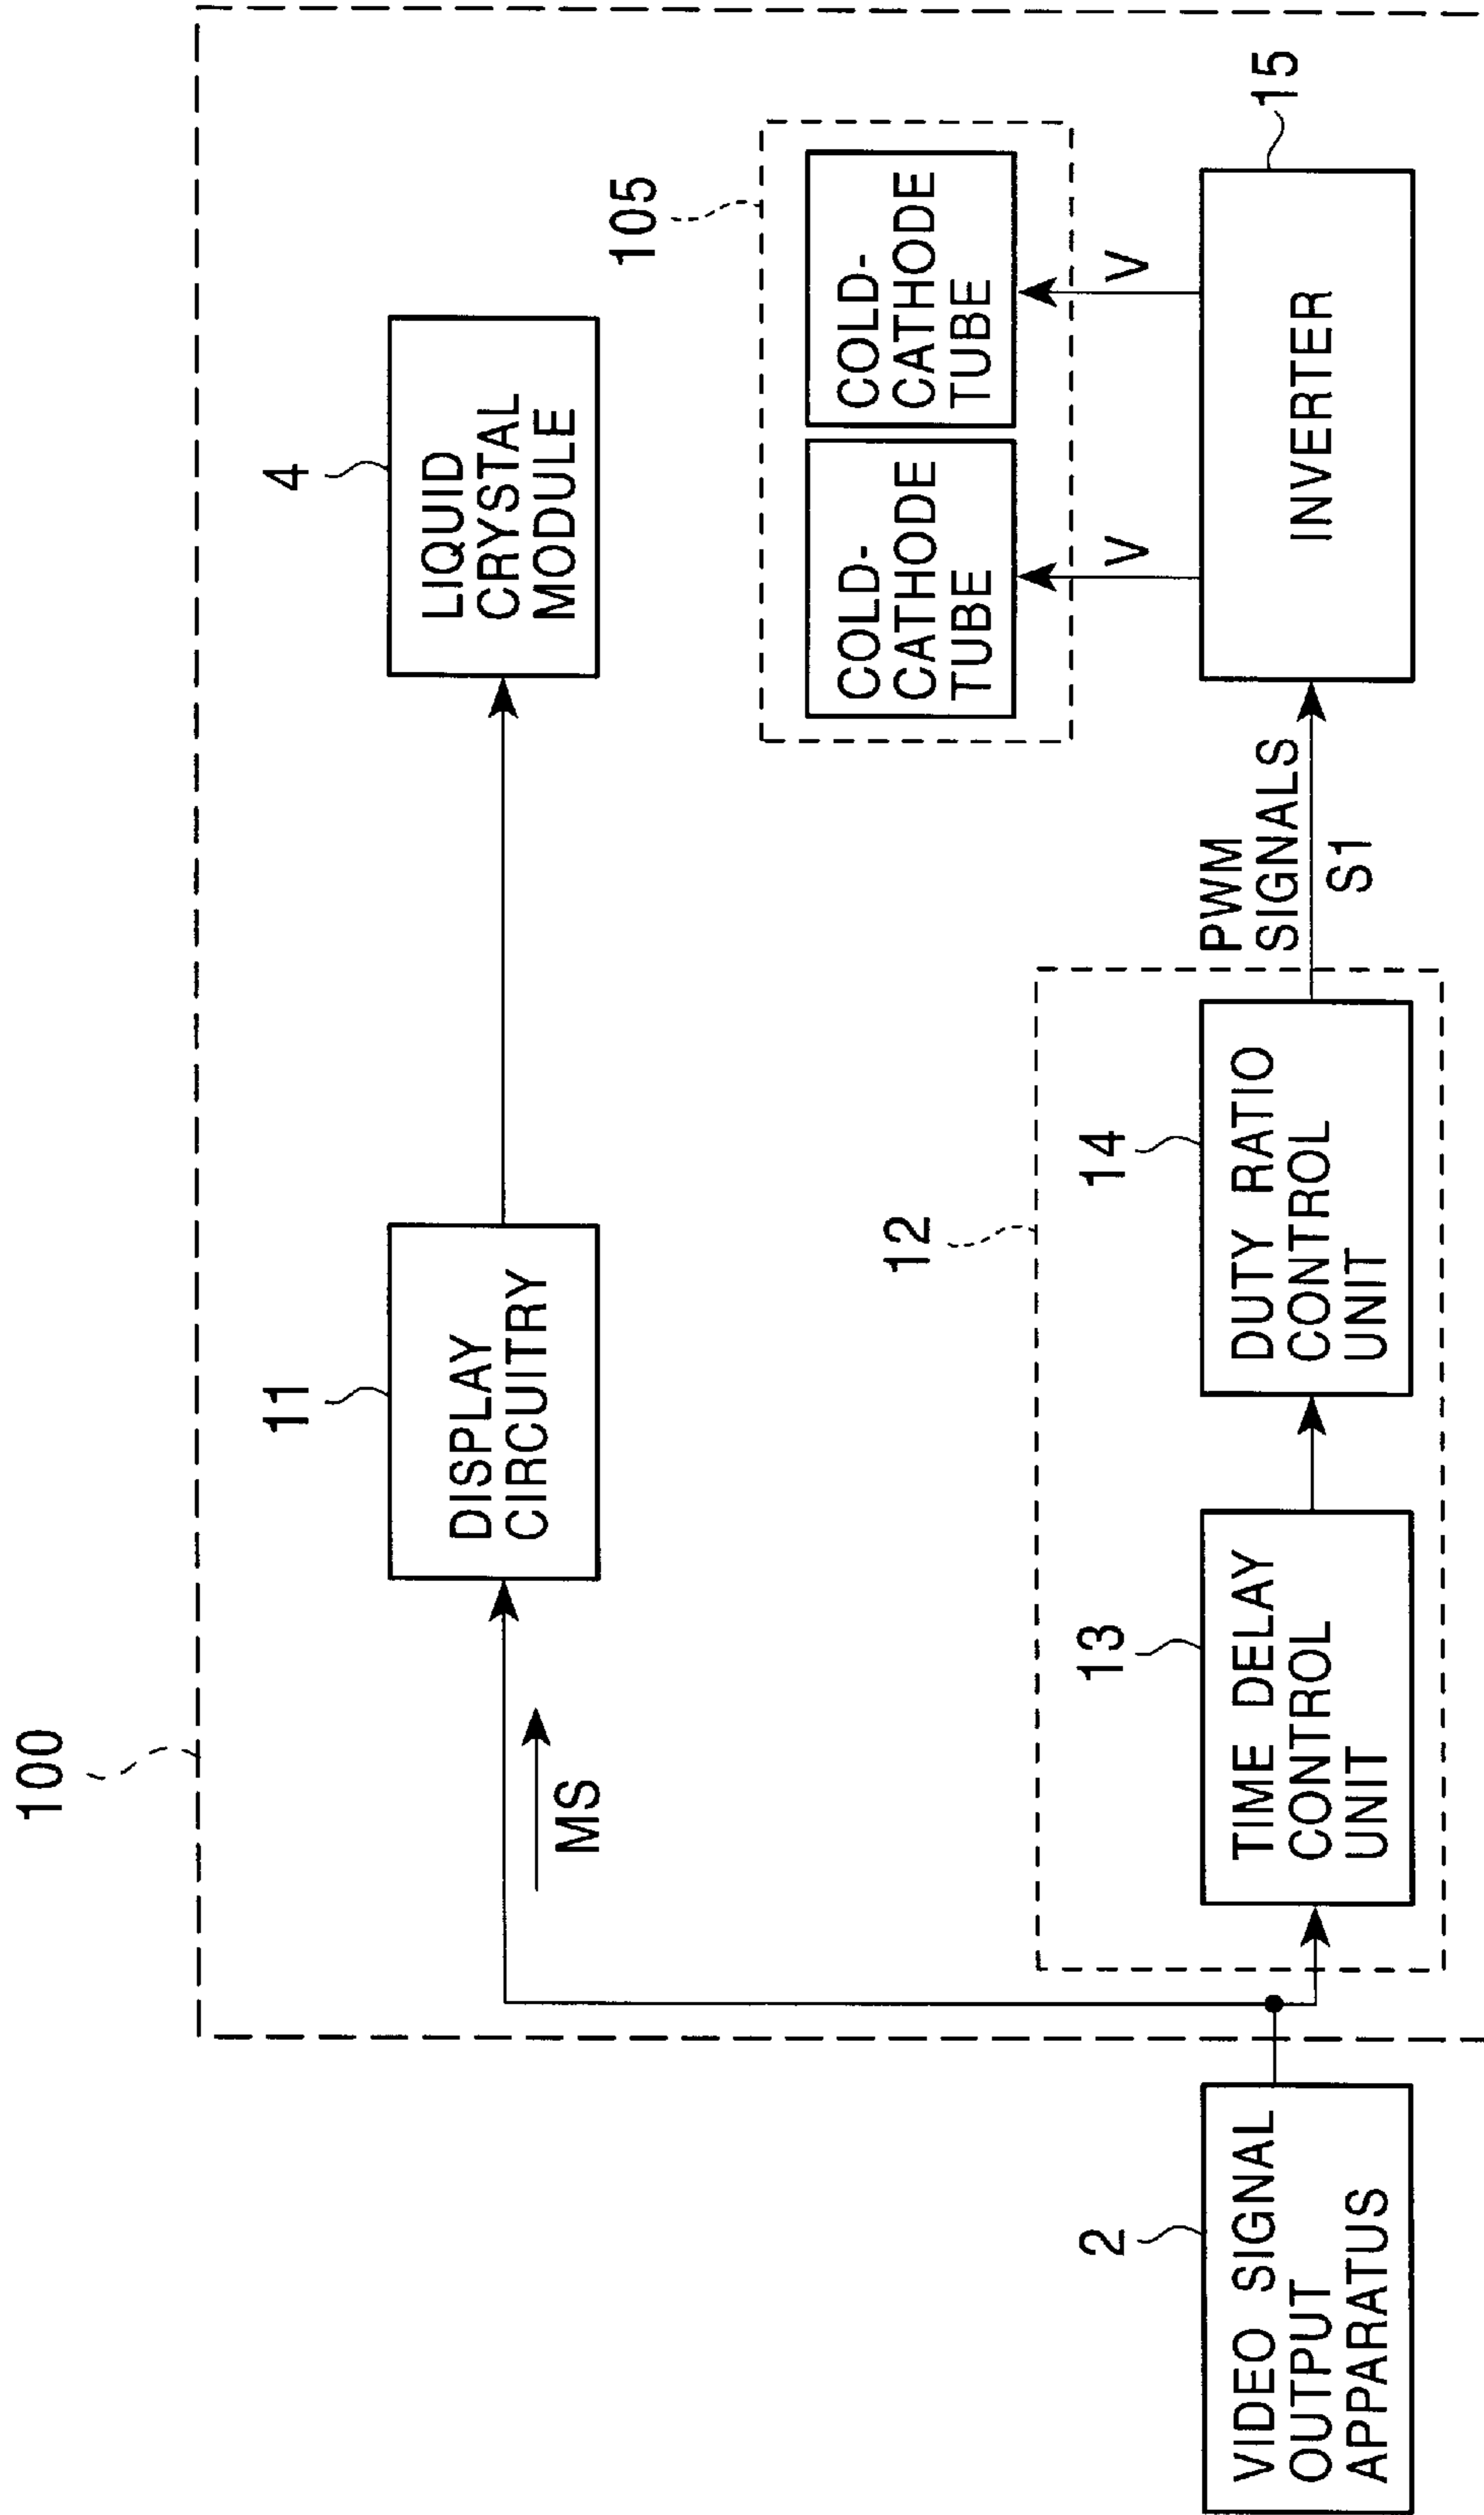 100
11
DISPLAY
CIRCUITRY
4
LIQUID
CRYSTAL
MODULE
MS
105
COLD-
CATHODE
TUBE
COLD-
CATHODE
TUBE
V
V
12
2
VIDEO SIGNAL
OUTPUT
APPARATUS
13
TIME DELAY
CONTROL
UNIT
14
DUTY RATIO
CONTROL
UNIT
PWM
SIGNALS
S1
15
INVERTER